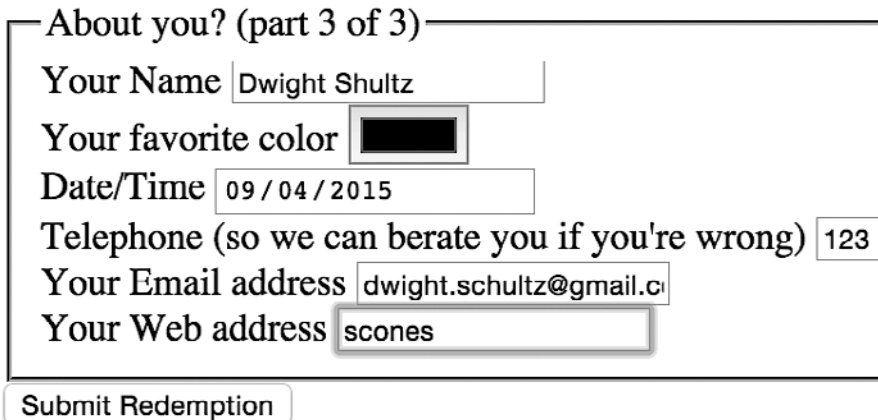 About you? (part 3 of 3)
Your Name Dwight Shultz
Your favorite color
Date/Time 09/04/2015
Telephone (so we can berate you if you're wrong) 123
Your Email address dwight.schultz@gmail.c
Your Web address scones
Submit Redemption